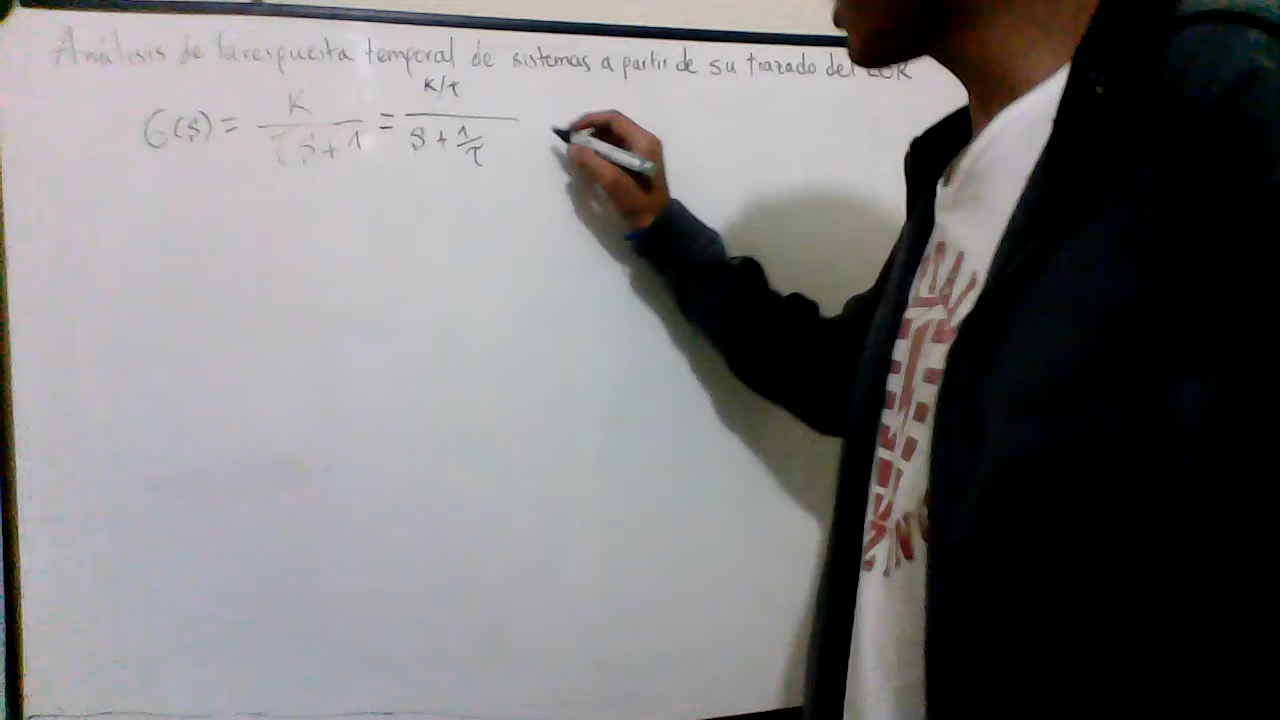 Análisis de la respuesta temporal de sistemas a partir de su trazado del LGR
G(s) = K / (τs + 1) = (K/τ) / (s + 1/τ)